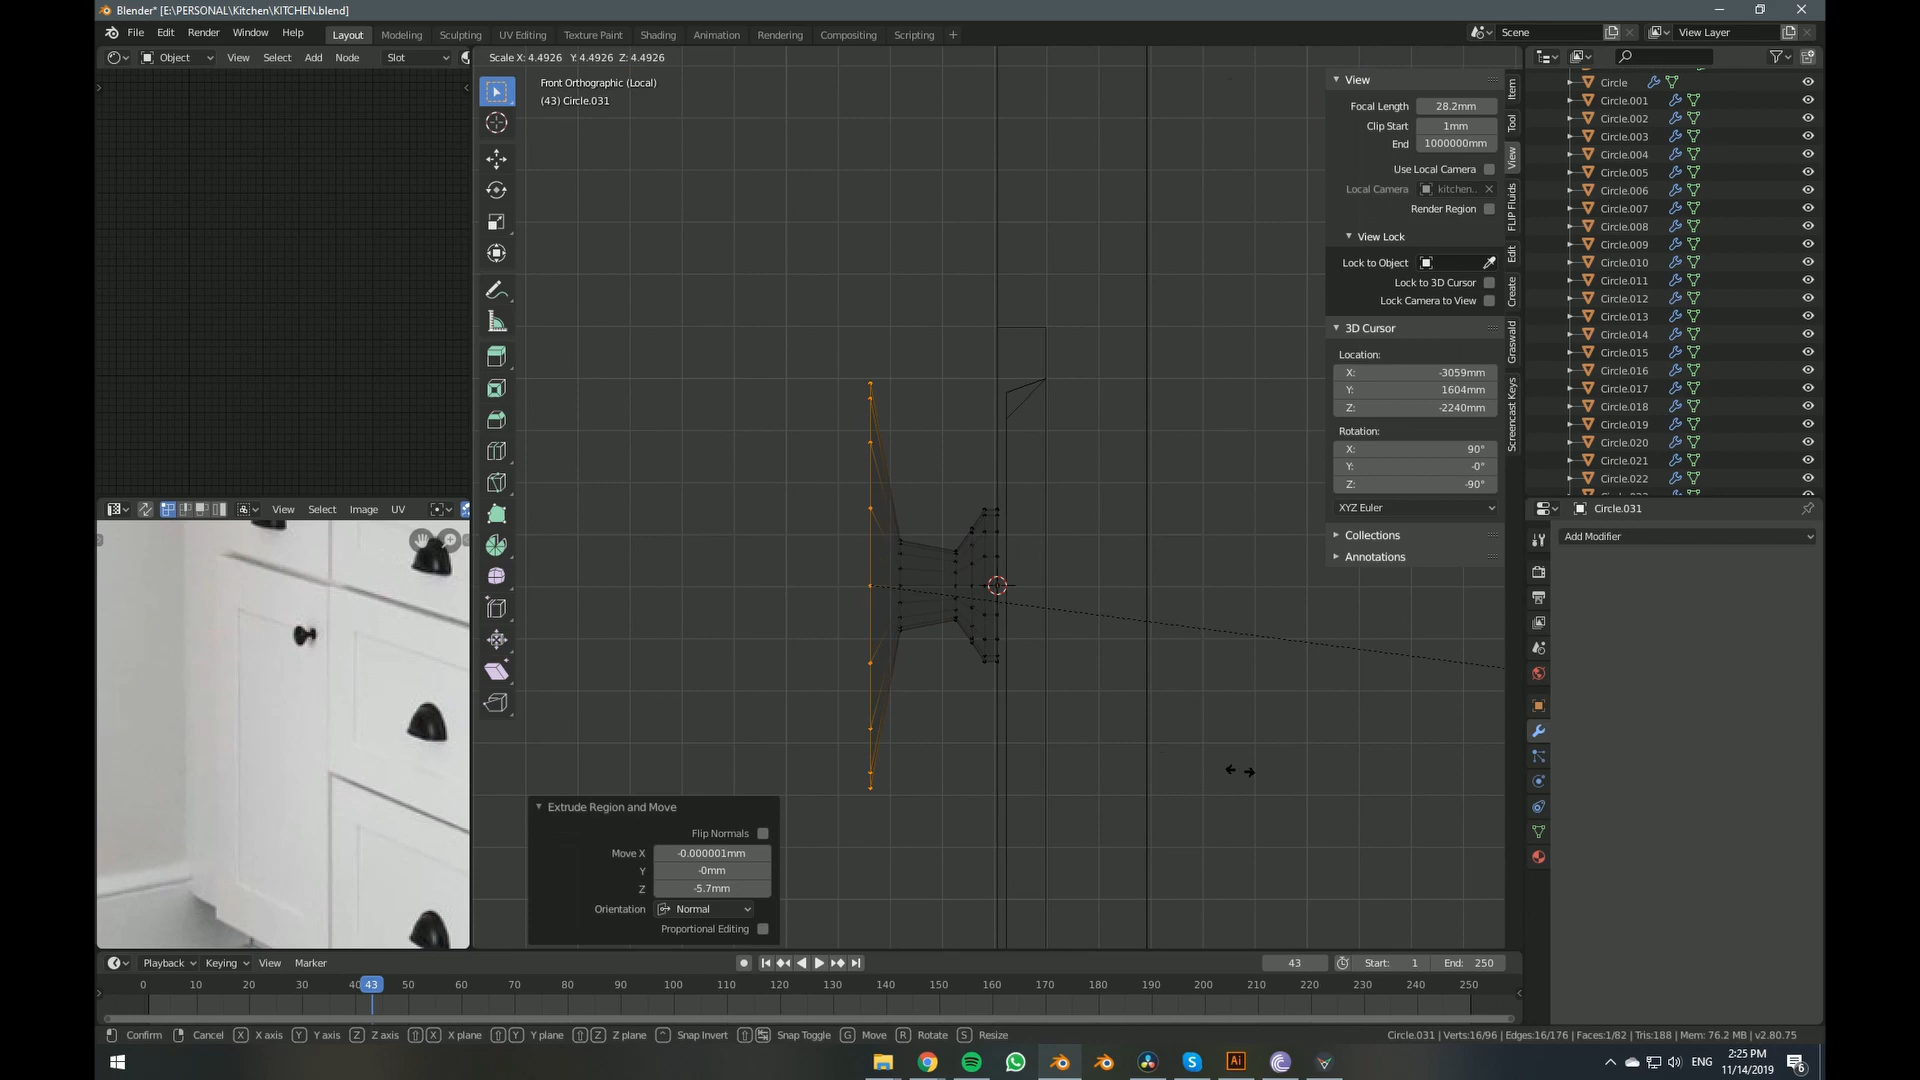 Blender* [E:\PERSONAL\Kitchen\KITCHEN.blend]
File Edit Render Window Help
Layout Modeling Sculpting UV Editing Texture Paint Shading Animation Rendering Compositing Scripting +
Scene
View Layer
Object View Select Add Node Slot
Scale X: 4.4926 Y: 4.4926 Z: 4.4926
Front Orthographic (Local)
(43) Circle.031
View
Focal Length 28.2mm
Clip Start 1mm
End 1000000mm
Use Local Camera
Local Camera kitchen..
Render Region
View Lock
Lock to Object
Lock to 3D Cursor
Lock Camera to View
3D Cursor
Location:
X: -3059mm
Y: 1604mm
Z: -2240mm
Rotation:
X: 90°
Y: -0°
Z: -90°
XYZ Euler
Collections
Annotations
Item
Tool
View
FLIP Fluids
Edit
Create
Graswald
Screencast Keys
Circle
Circle.001
Circle.002
Circle.003
Circle.004
Circle.005
Circle.006
Circle.007
Circle.008
Circle.009
Circle.010
Circle.011
Circle.012
Circle.013
Circle.014
Circle.015
Circle.016
Circle.017
Circle.018
Circle.019
Circle.020
Circle.021
Circle.022
Circle.031
Add Modifier
View Select Image UV
Extrude Region and Move
Flip Normals
Move X -0.000001mm
Y -0mm
Z -5.7mm
Orientation Normal
Proportional Editing
Playback Keying View Marker
43 Start: 1 End: 250
0 10 20 30 40 43 50 60 70 80 90 100 110 120 130 140 150 160 170 180 190 200 210 220 230 240 250
Confirm Cancel X X axis Y Y axis Z Z axis X X plane Y Y plane Z Z plane Snap Invert Snap Toggle G Move R Rotate S Resize
Circle.031 | Verts:16/96 | Edges:16/176 | Faces:1/82 | Tris:188 | Mem: 76.2 MB | v2.80.75
ENG
2:25 PM
11/14/2019